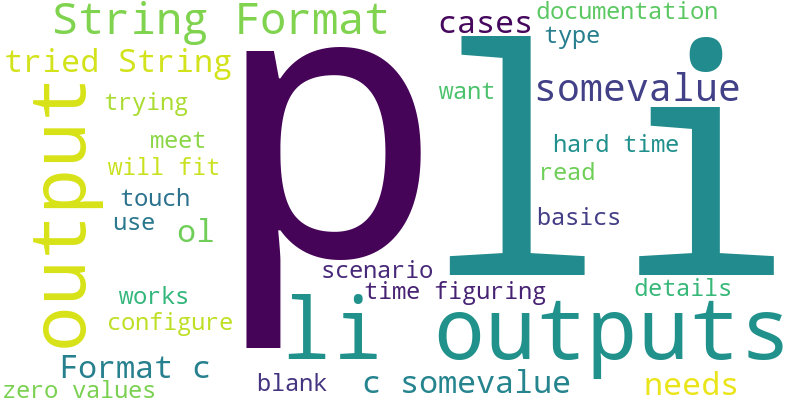 String Format
cases
documentation
type
tried String
p
li
want
somevalue
trying
output
meet
hard time
will fit
read
touch
use
ol
basics
scenario
time figuring
details
works
configure
li outputs
Format c
zero values
blank
c somevalue
needs